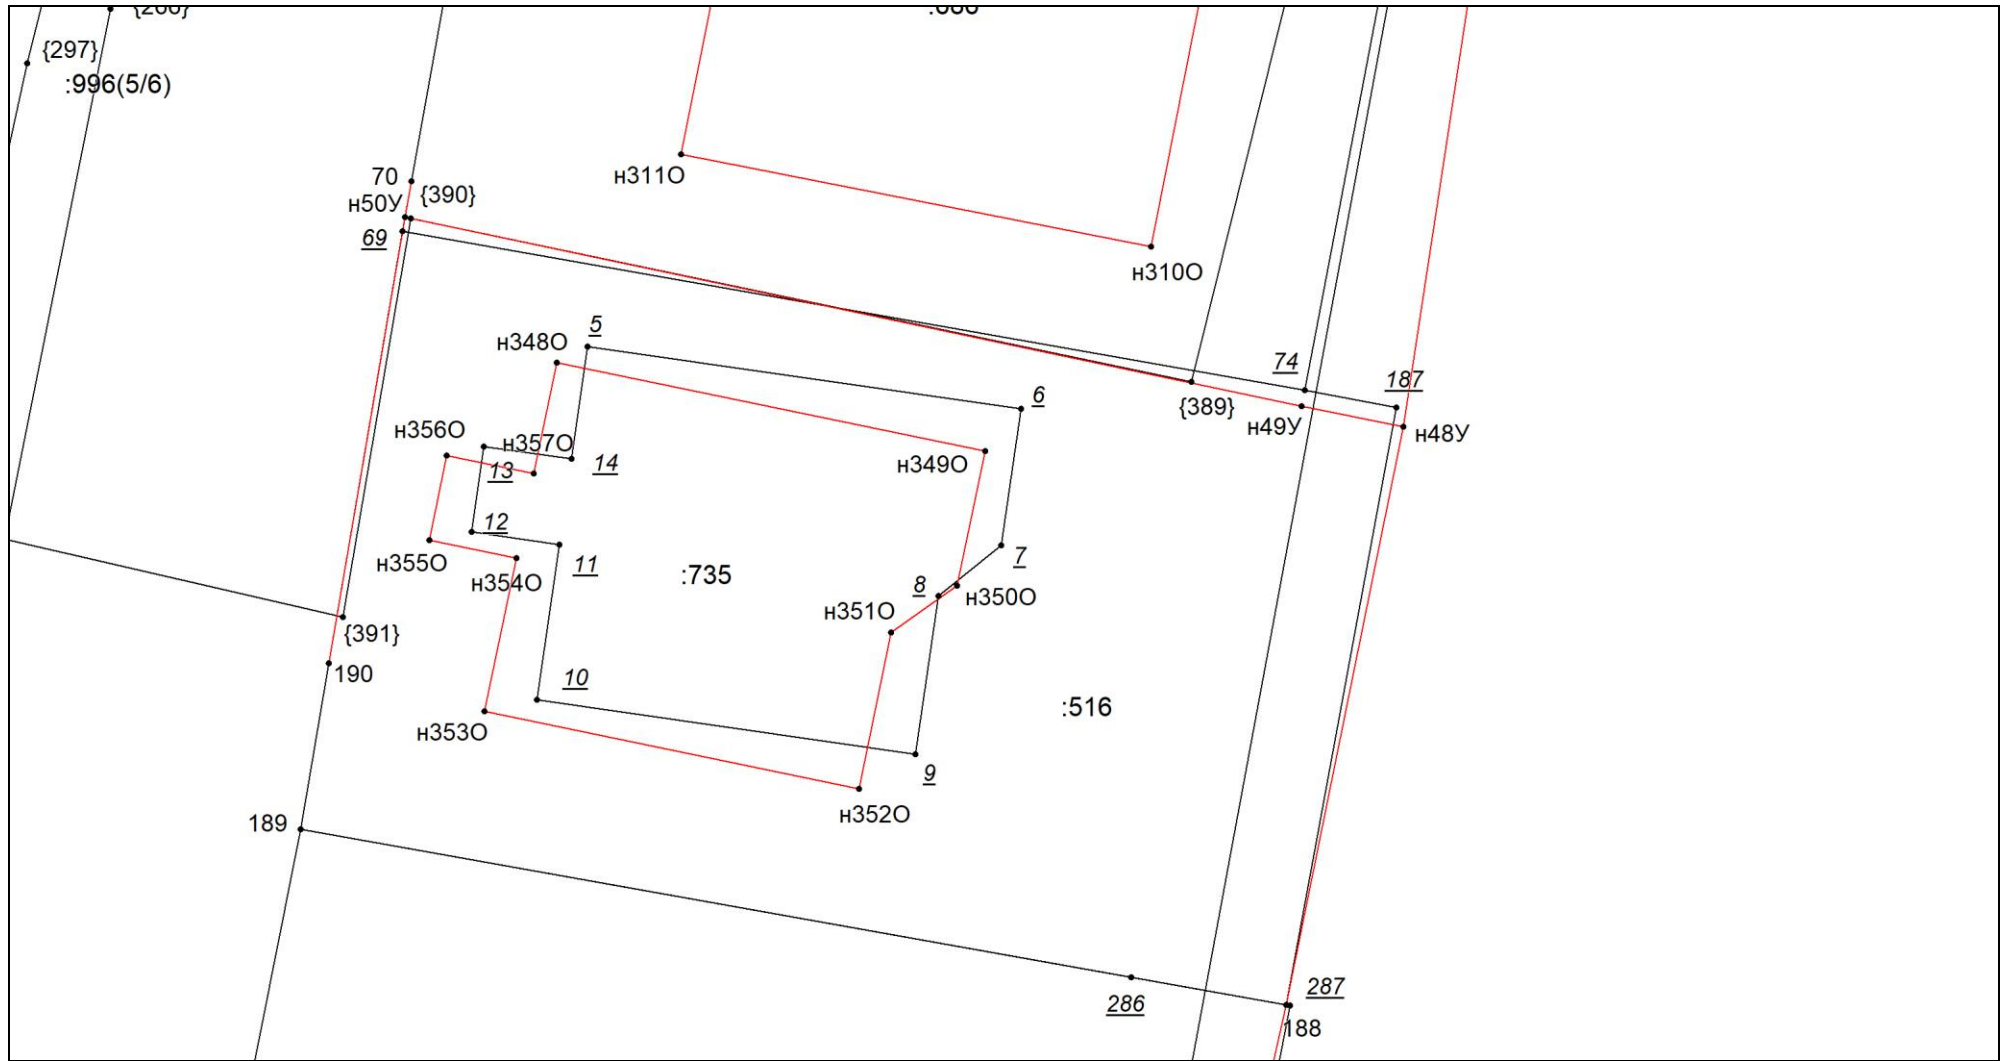 {297}
:996(5/6)
70
{390}
н50У
69
н311О
н310О
5
н348О
74
187
6
{389}
н49У
н48У
н356О
н357О
13
14
н349О
12
н355О
11
н354О
:735
7
8
н350О
н351О
{391}
190
10
:516
н353О
9
н352О
189
286
287
188